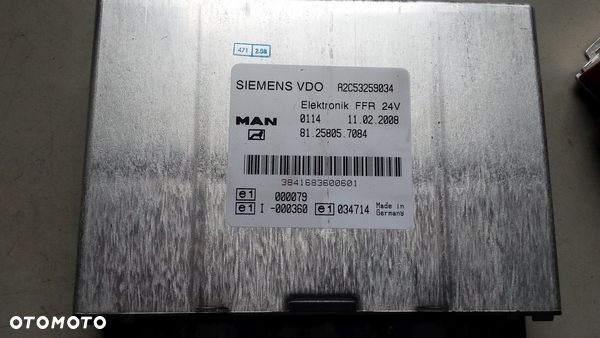 471 2.08
SIEMENS VDO A2C53259034
Elektronik FFR 24V
MAN 0114 11.02.2008
81.25805.7084
3841683600601
e1 000079
e1 I -000360 e1 034714 Made in Germany
OTOMOTO